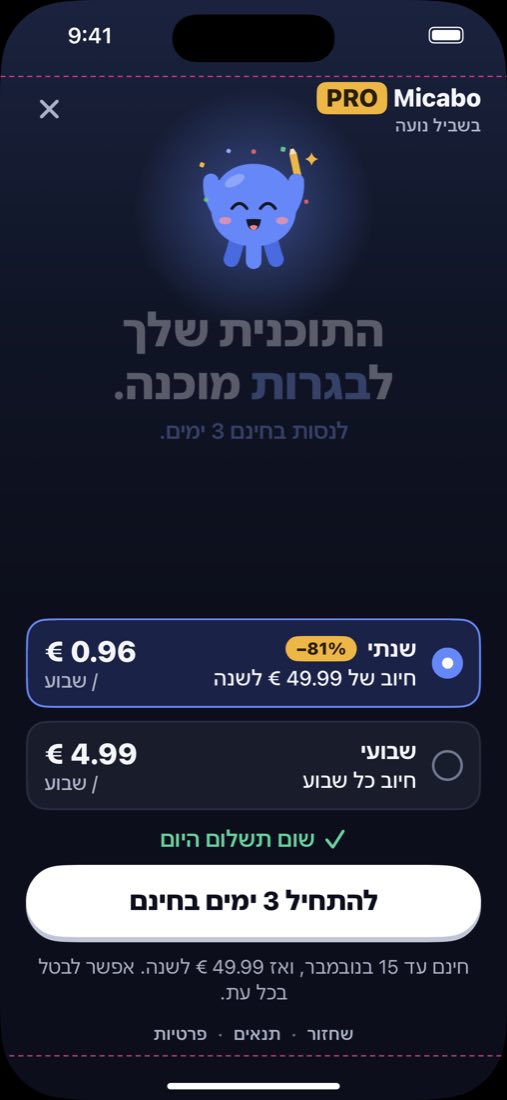 9:41
Micabo PRO
בשביל נועה
התוכנית שלך
לבגרות מוכנה.
לנסות בחינם 3 ימים.
שנתי −81%
חיוב של 49.99 € לשנה
0.96 €
/ שבוע
שבועי
חיוב כל שבוע
4.99 €
/ שבוע
שום תשלום היום
להתחיל 3 ימים בחינם
חינם עד 15 בנובמבר, ואז 49.99 € לשנה. אפשר לבטל
בכל עת.
שחזור · תנאים · פרטיות